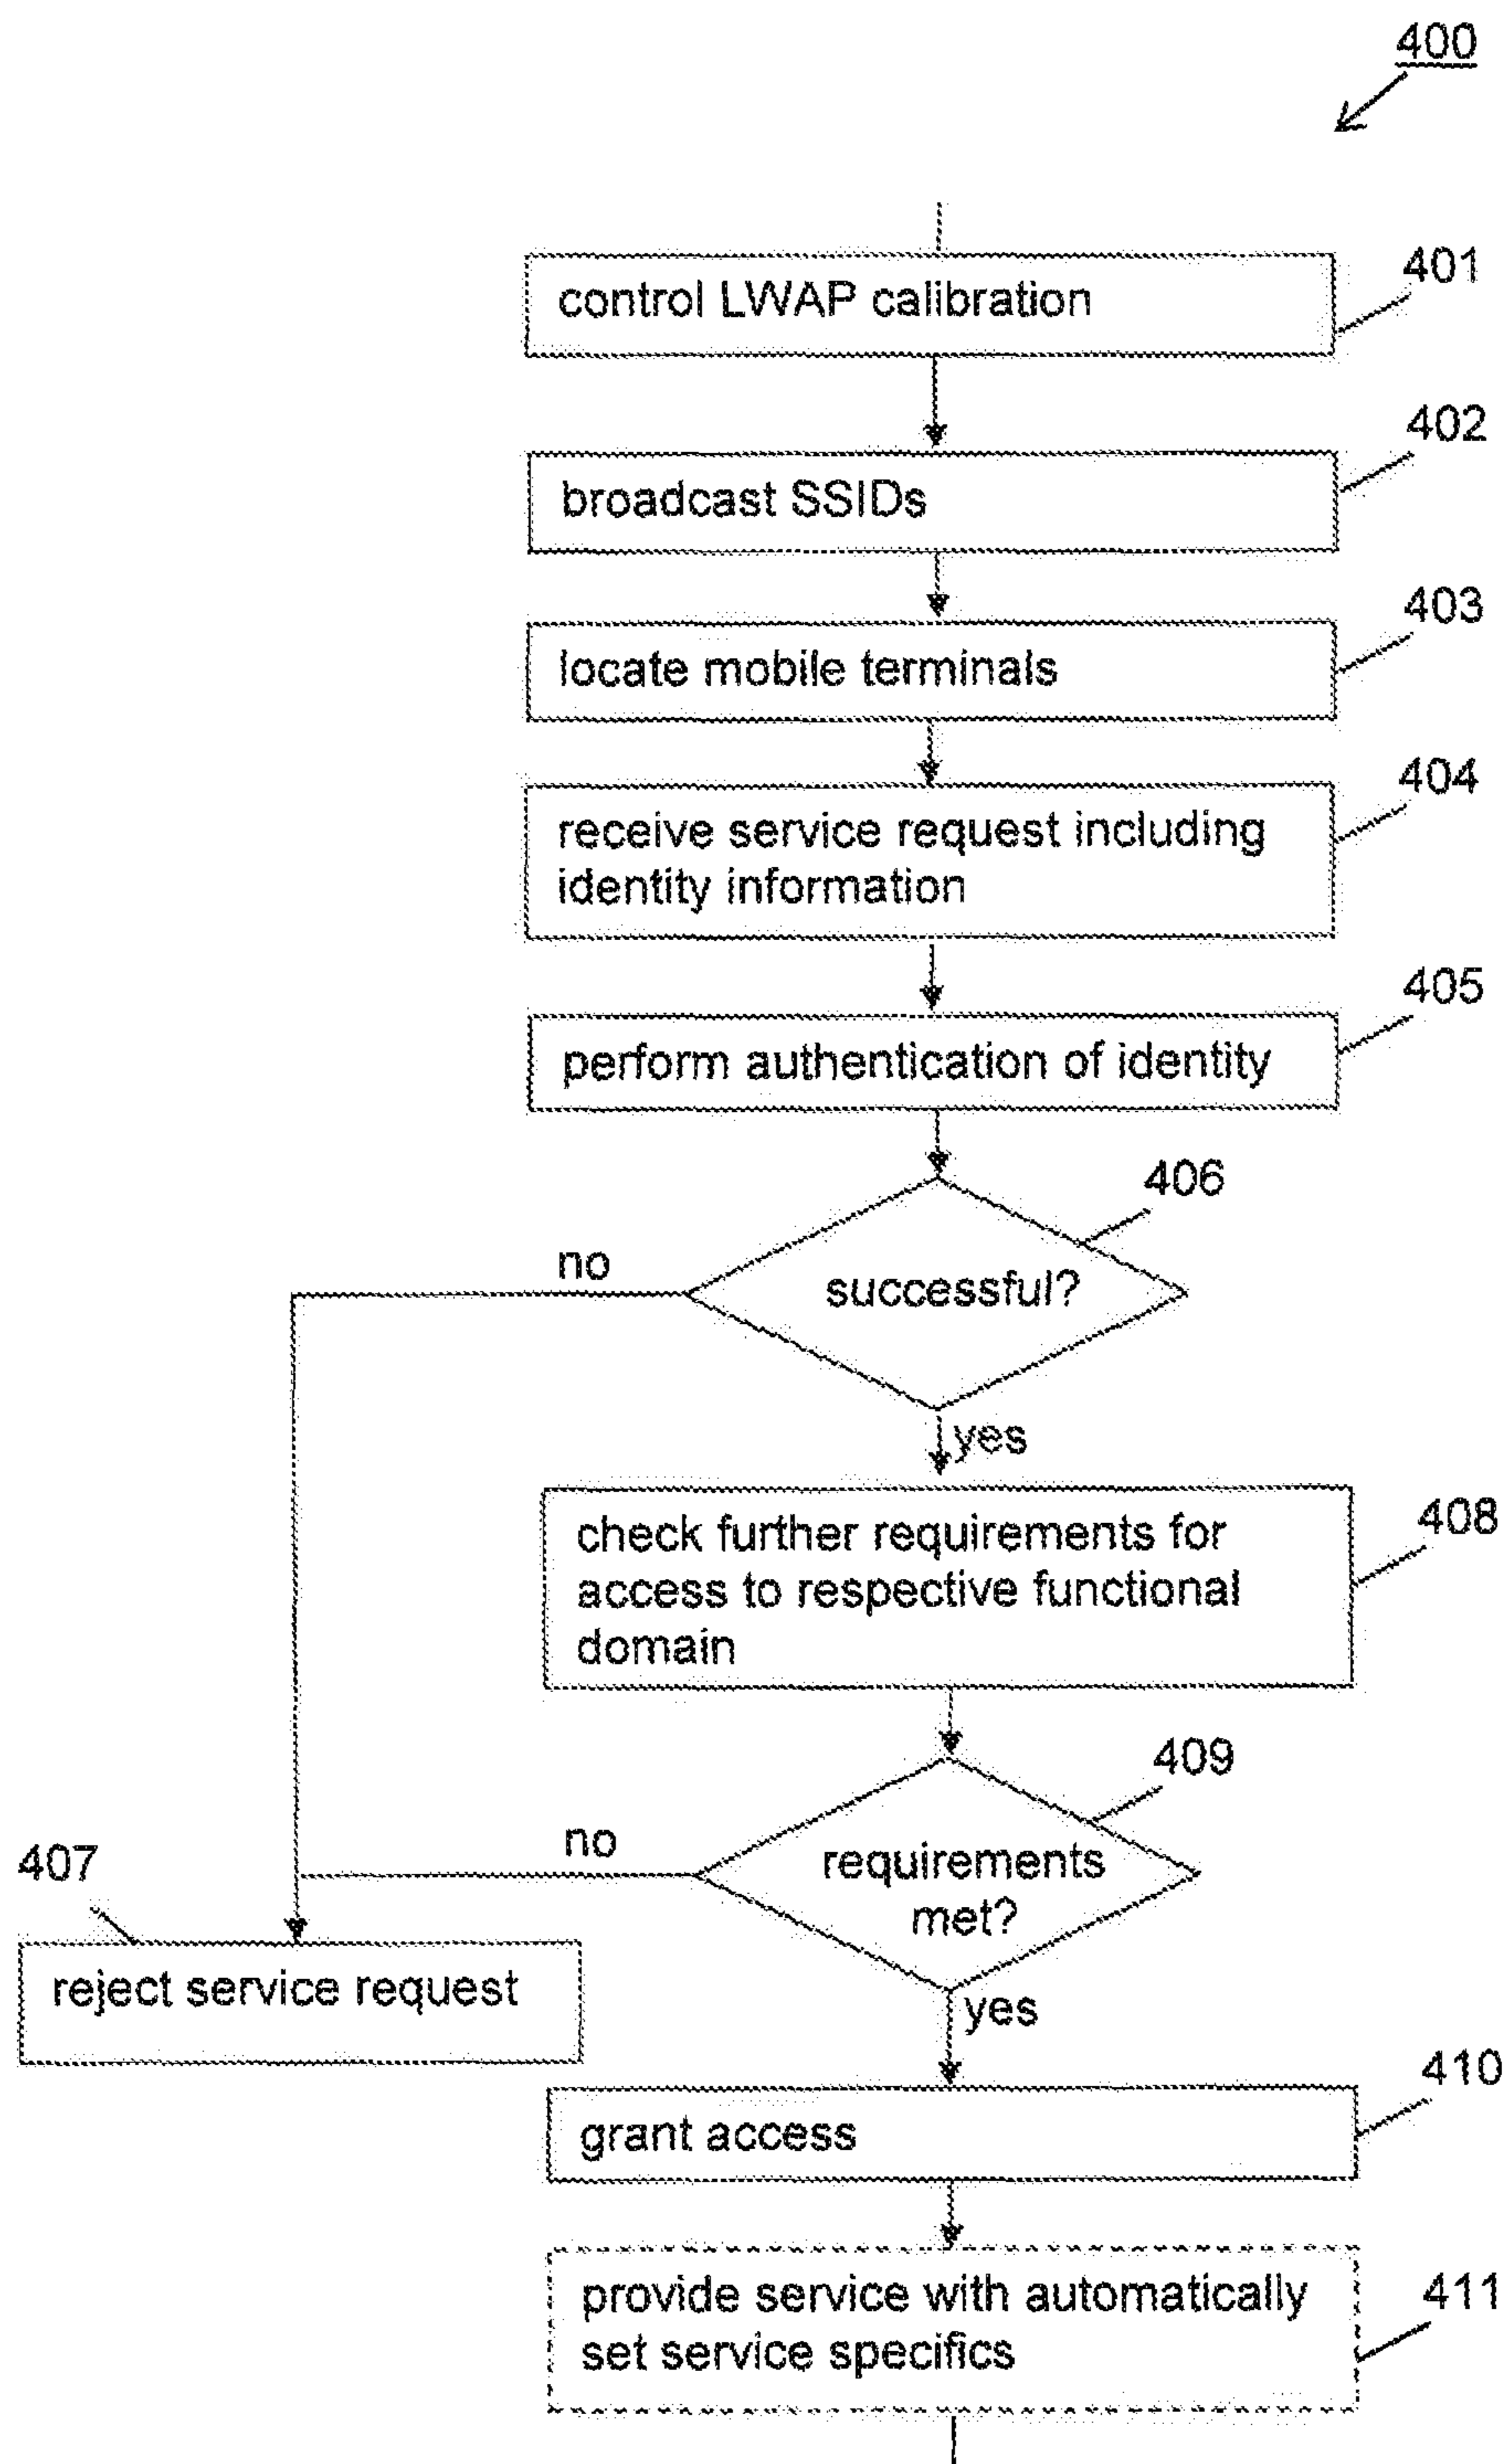 400
control LWAP calibration
401
broadcast SSIDs
402
locate mobile terminals
403
receive service request including
identity information
404
perform authentication of identity
405
406
no
successful?
yes
check further requirements for
access to respective functional
domain
408
409
no
requirements
met?
407
reject service request
yes
grant access
410
provide service with automatically
set service specifics
411